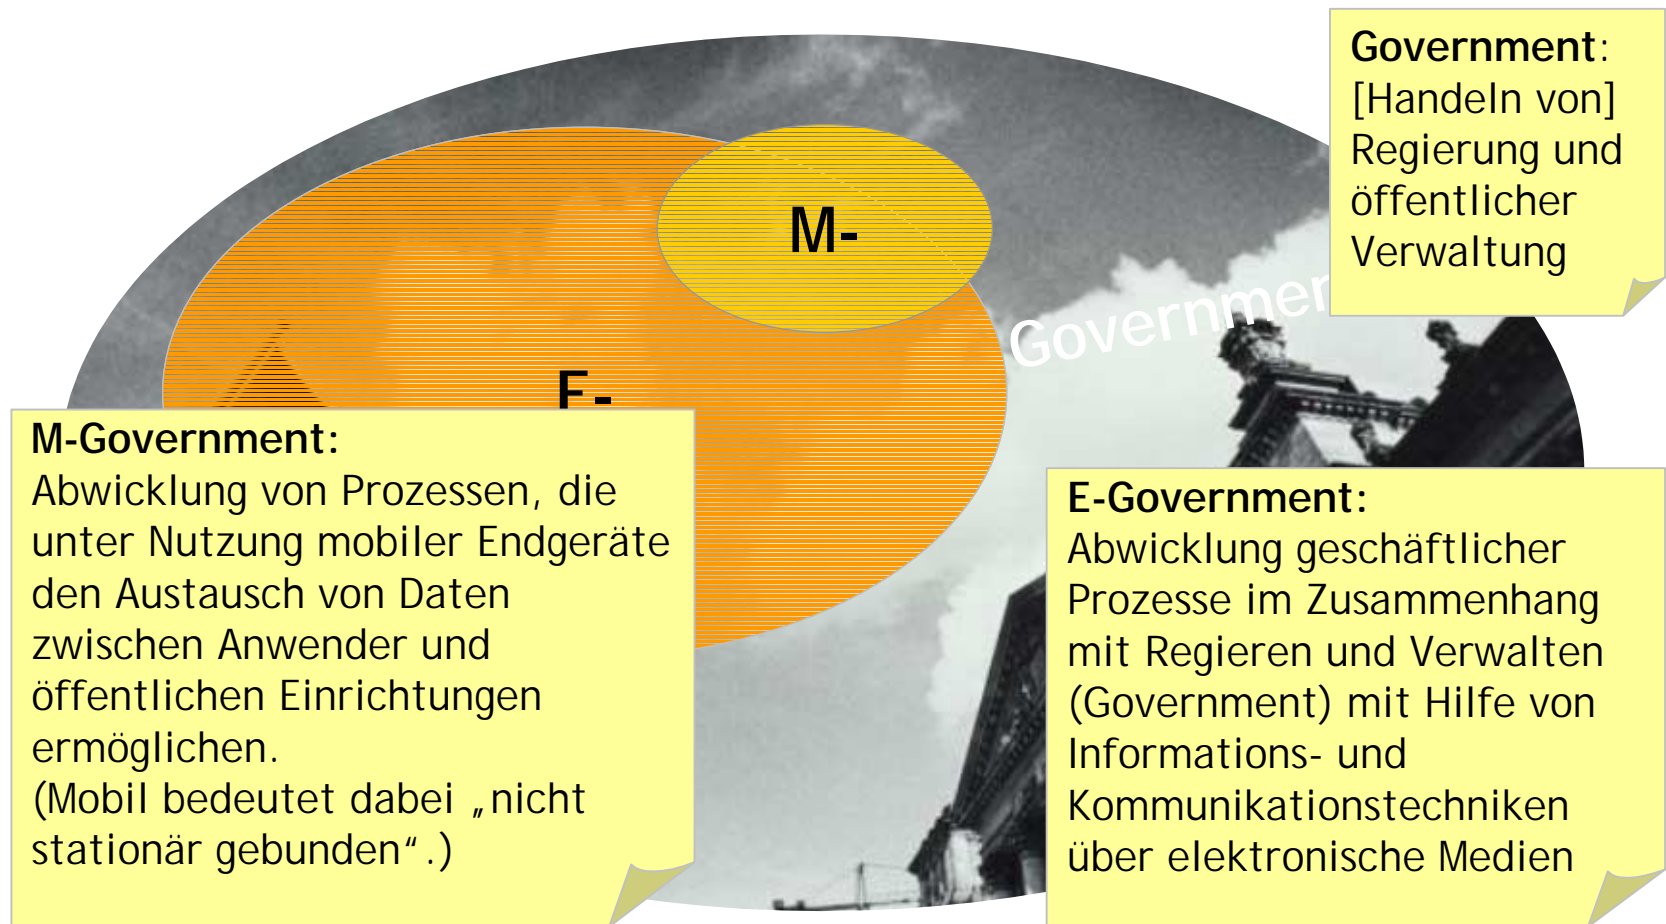 Government:
[Handeln von]
Regierung und
öffentlicher
Verwaltung
M-
Governmen
E-
M-Government:
Abwicklung von Prozessen, die
unter Nutzung mobiler Endgeräte
den Austausch von Daten
zwischen Anwender und
öffentlichen Einrichtungen
ermöglichen.
(Mobil bedeutet dabei „nicht
stationär gebunden“.)
E-Government:
Abwicklung geschäftlicher
Prozesse im Zusammenhang
mit Regieren und Verwalten
(Government) mit Hilfe von
Informations- und
Kommunikationstechniken
über elektronische Medien